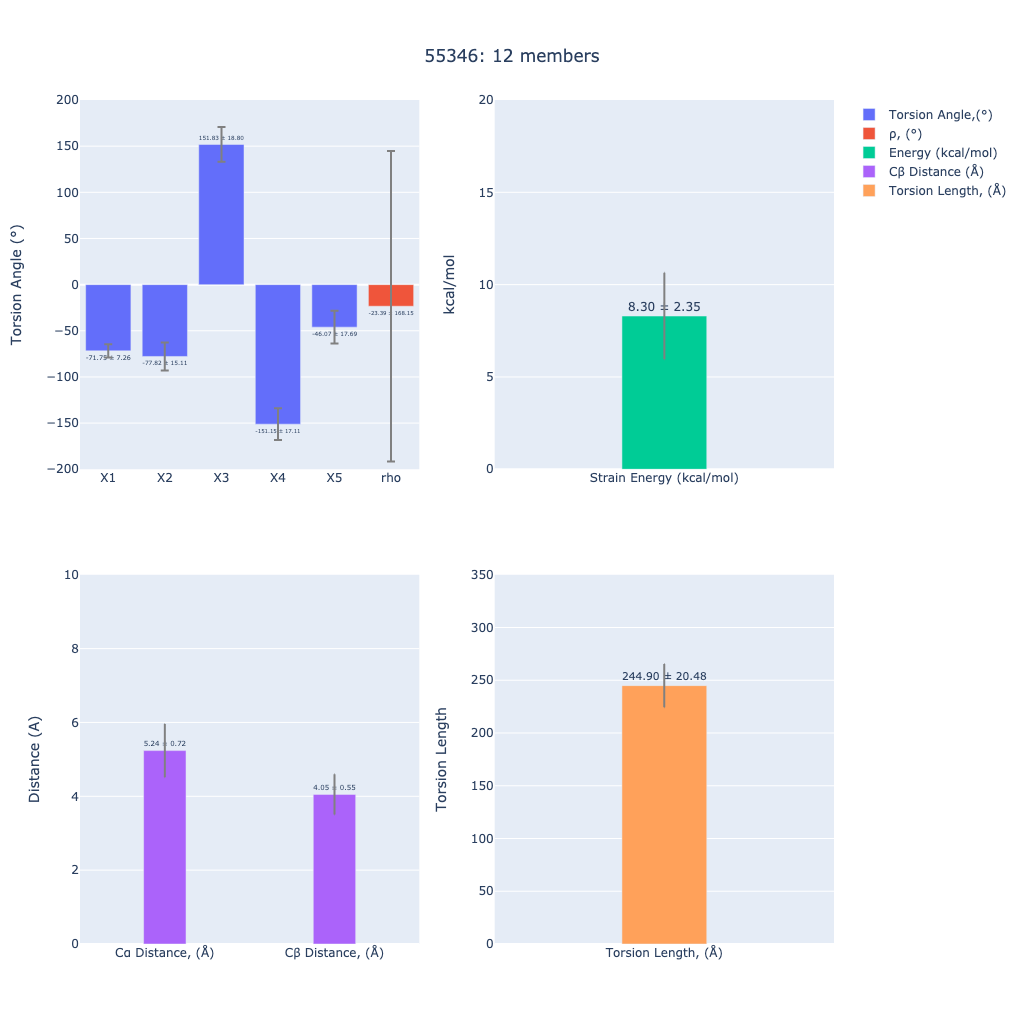 55346: 12 members
Torsion Angle (°)
200
150
100
50
0
−50
−100
−150
−200
-71.75 ± 7.26
-77.82 ± 15.11
151.83 ± 18.80
-151.15 ± 17.11
-46.07 ± 17.69
-23.39 ± 168.15
X1 X2 X3 X4 X5 rho
kcal/mol
20
15
10
5
0
8.30 ± 2.35
Strain Energy (kcal/mol)
Torsion Angle,(°)
ρ, (°)
Energy (kcal/mol)
Cβ Distance (Å)
Torsion Length, (Å)
Distance (A)
10
8
6
4
2
0
5.24 ± 0.72
4.05 ± 0.55
Cα Distance, (Å) Cβ Distance, (Å)
Torsion Length
350
300
250
200
150
100
50
0
244.90 ± 20.48
Torsion Length, (Å)